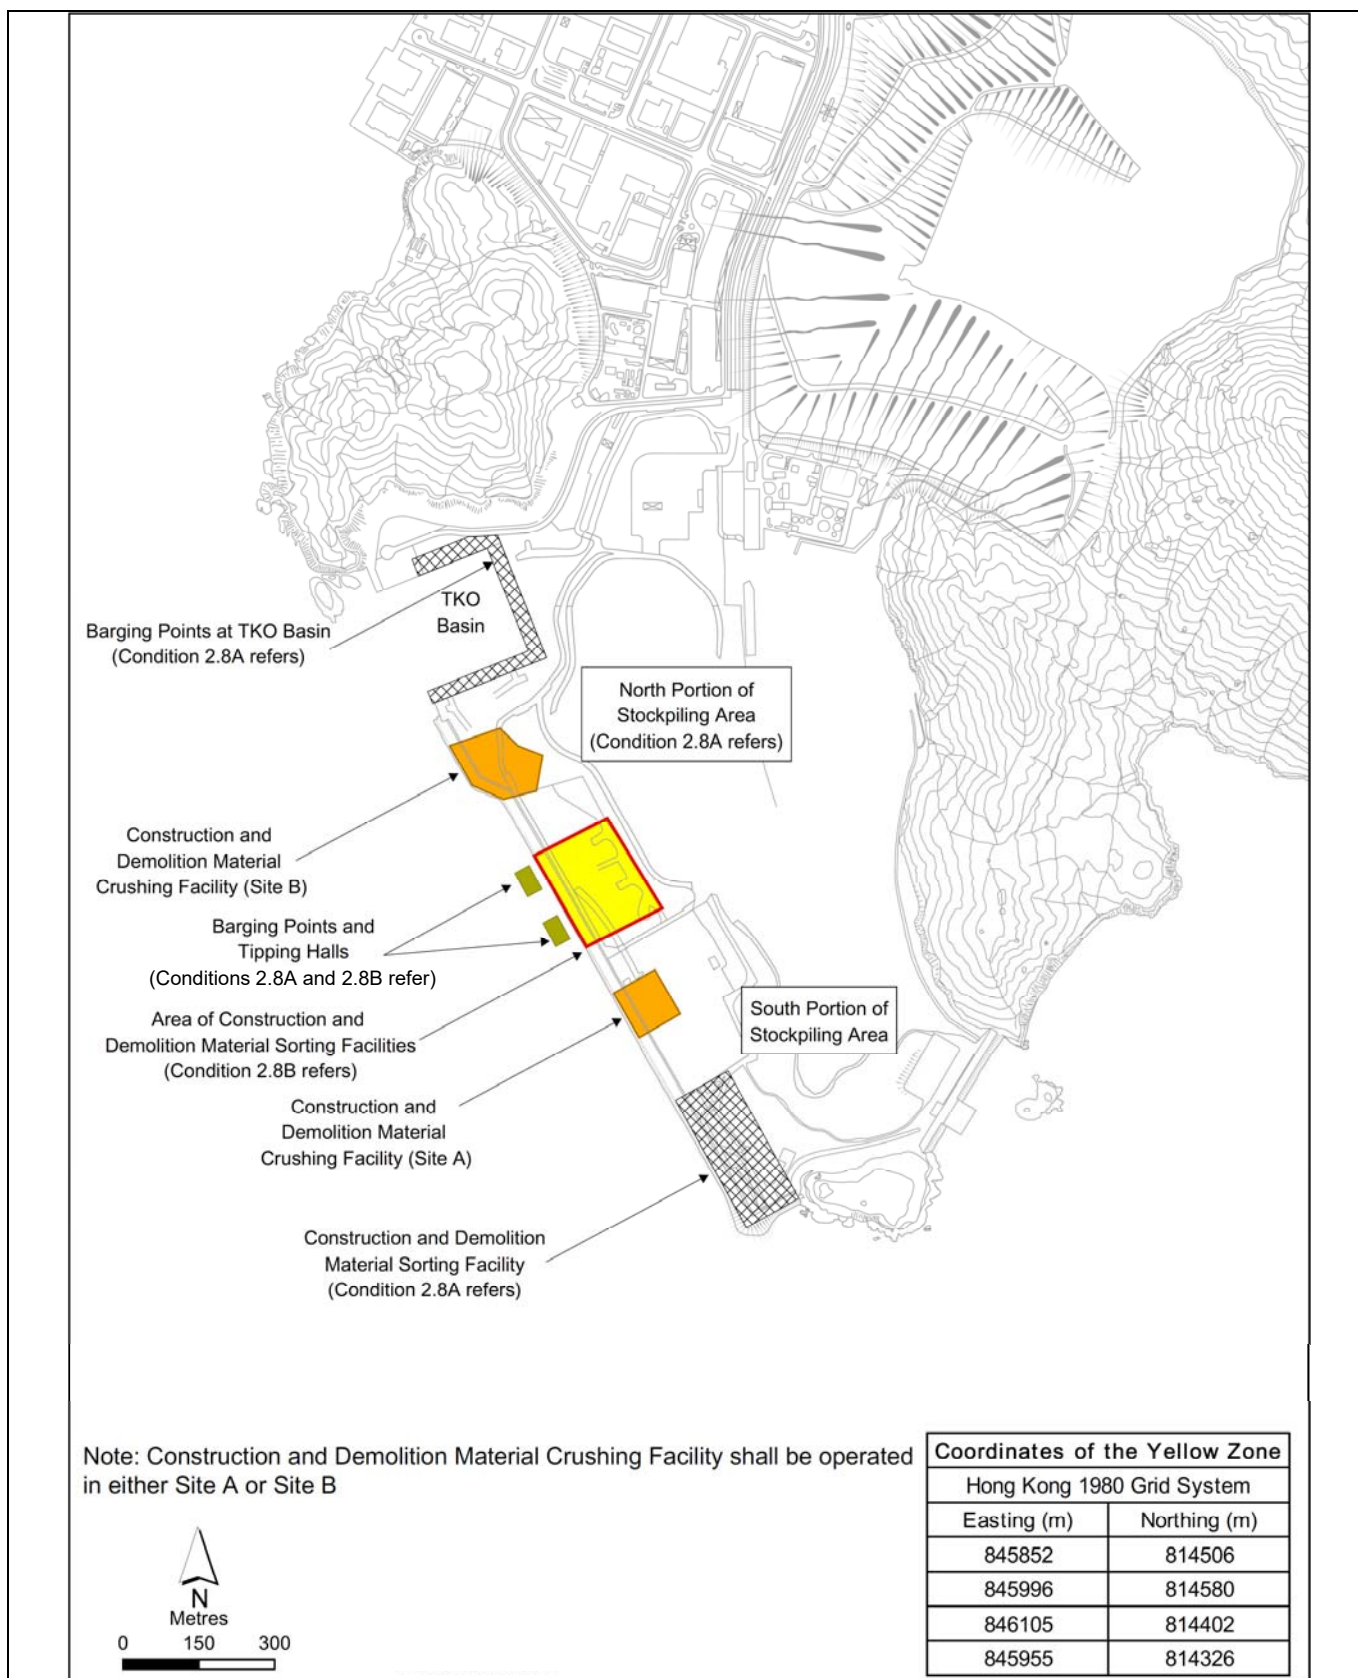 TKO
Basin
Barging Points at TKO Basin
(Condition 2.8A refers)
North Portion of
Stockpiling Area
(Condition 2.8A refers)
Construction and
Demolition Material
Crushing Facility (Site B)
Barging Points and
Tipping Halls
(Conditions 2.8A and 2.8B refer)
Area of Construction and
Demolition Material Sorting Facilities
(Condition 2.8B refers)
South Portion of
Stockpiling Area
Construction and
Demolition Material
Crushing Facility (Site A)
Construction and Demolition
Material Sorting Facility
(Condition 2.8A refers)
Note: Construction and Demolition Material Crushing Facility shall be operated
in either Site A or Site B
N
Metres
0 150 300
Coordinates of the Yellow Zone
Hong Kong 1980 Grid System
Easting (m) Northing (m)
845852 814506
845996 814580
846105 814402
845955 814326